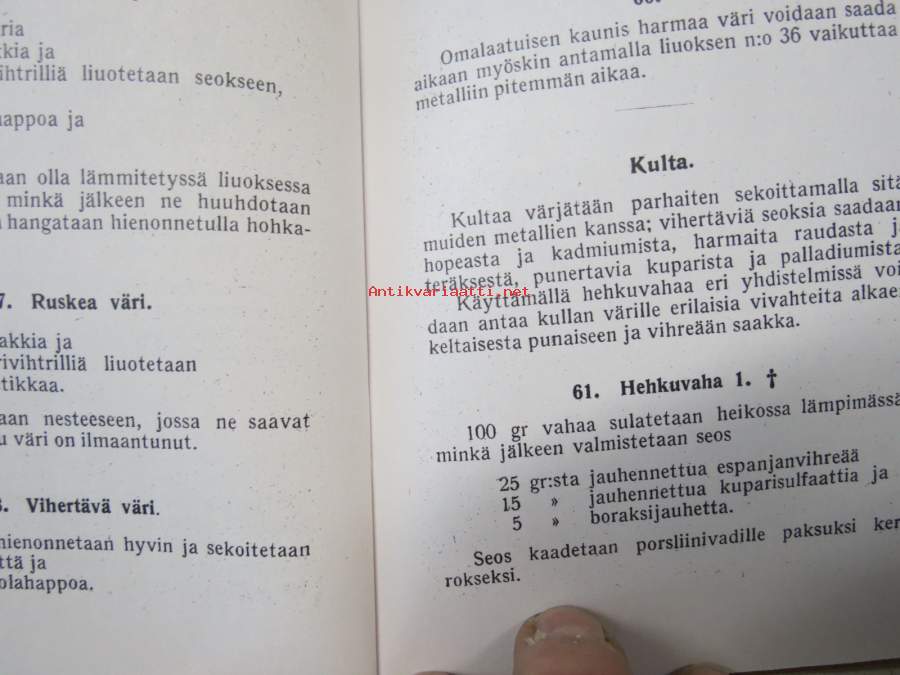 ria
kkia ja
ihtrilliä liuotetaan seokseen,
appoa ja
aan olla lämmitetyssä liuoksessa
minkä jälkeen ne huuhdotaan
hangataan hienonnetulla hohka-
7. Ruskea väri.
akkia ja
rivihtrilliä liuotetaan
tikkaa.
aan nesteeseen, jossa ne saavat
u väri on ilmaantunut.
3. Vihertävä väri.
hienonnetaan hyvin ja sekoitetaan
ttä ja
olahappoa.
Omalaatuisen kaunis harmaa väri voidaan saada
aikaan myöskin antamalla liuoksen n:o 36 vaikuttaa
metalliin pitemmän aikaa.
Kulta.
Kultaa värjätään parhaiten sekoittamalla sitä
muiden metallien kanssa; vihertäviä seoksia saadaan
hopeasta ja kadmiumista, harmaita raudasta ja
teräksestä, punertavia kuparista ja palladiumista.
Antikvariaatti.net
Käyttämällä hehkuvahaa eri yhdistelmissä voi
daan antaa kullan värille erilaisia vivahteita alkaen
keltaisesta punaiseen ja vihreään saakka.
61. Hehkuvaha 1. †
100 gr vahaa sulatetaan heikossa lämpimässä
minkä jälkeen valmistetaan seos
25 gr:sta jauhennettua espanjanvihreää
15 » jauhennettua kuparisulfaattia ja
5 » boraksijauhetta.
Seos kaadetaan porsliinivadille paksuksi ker
rokseksi.